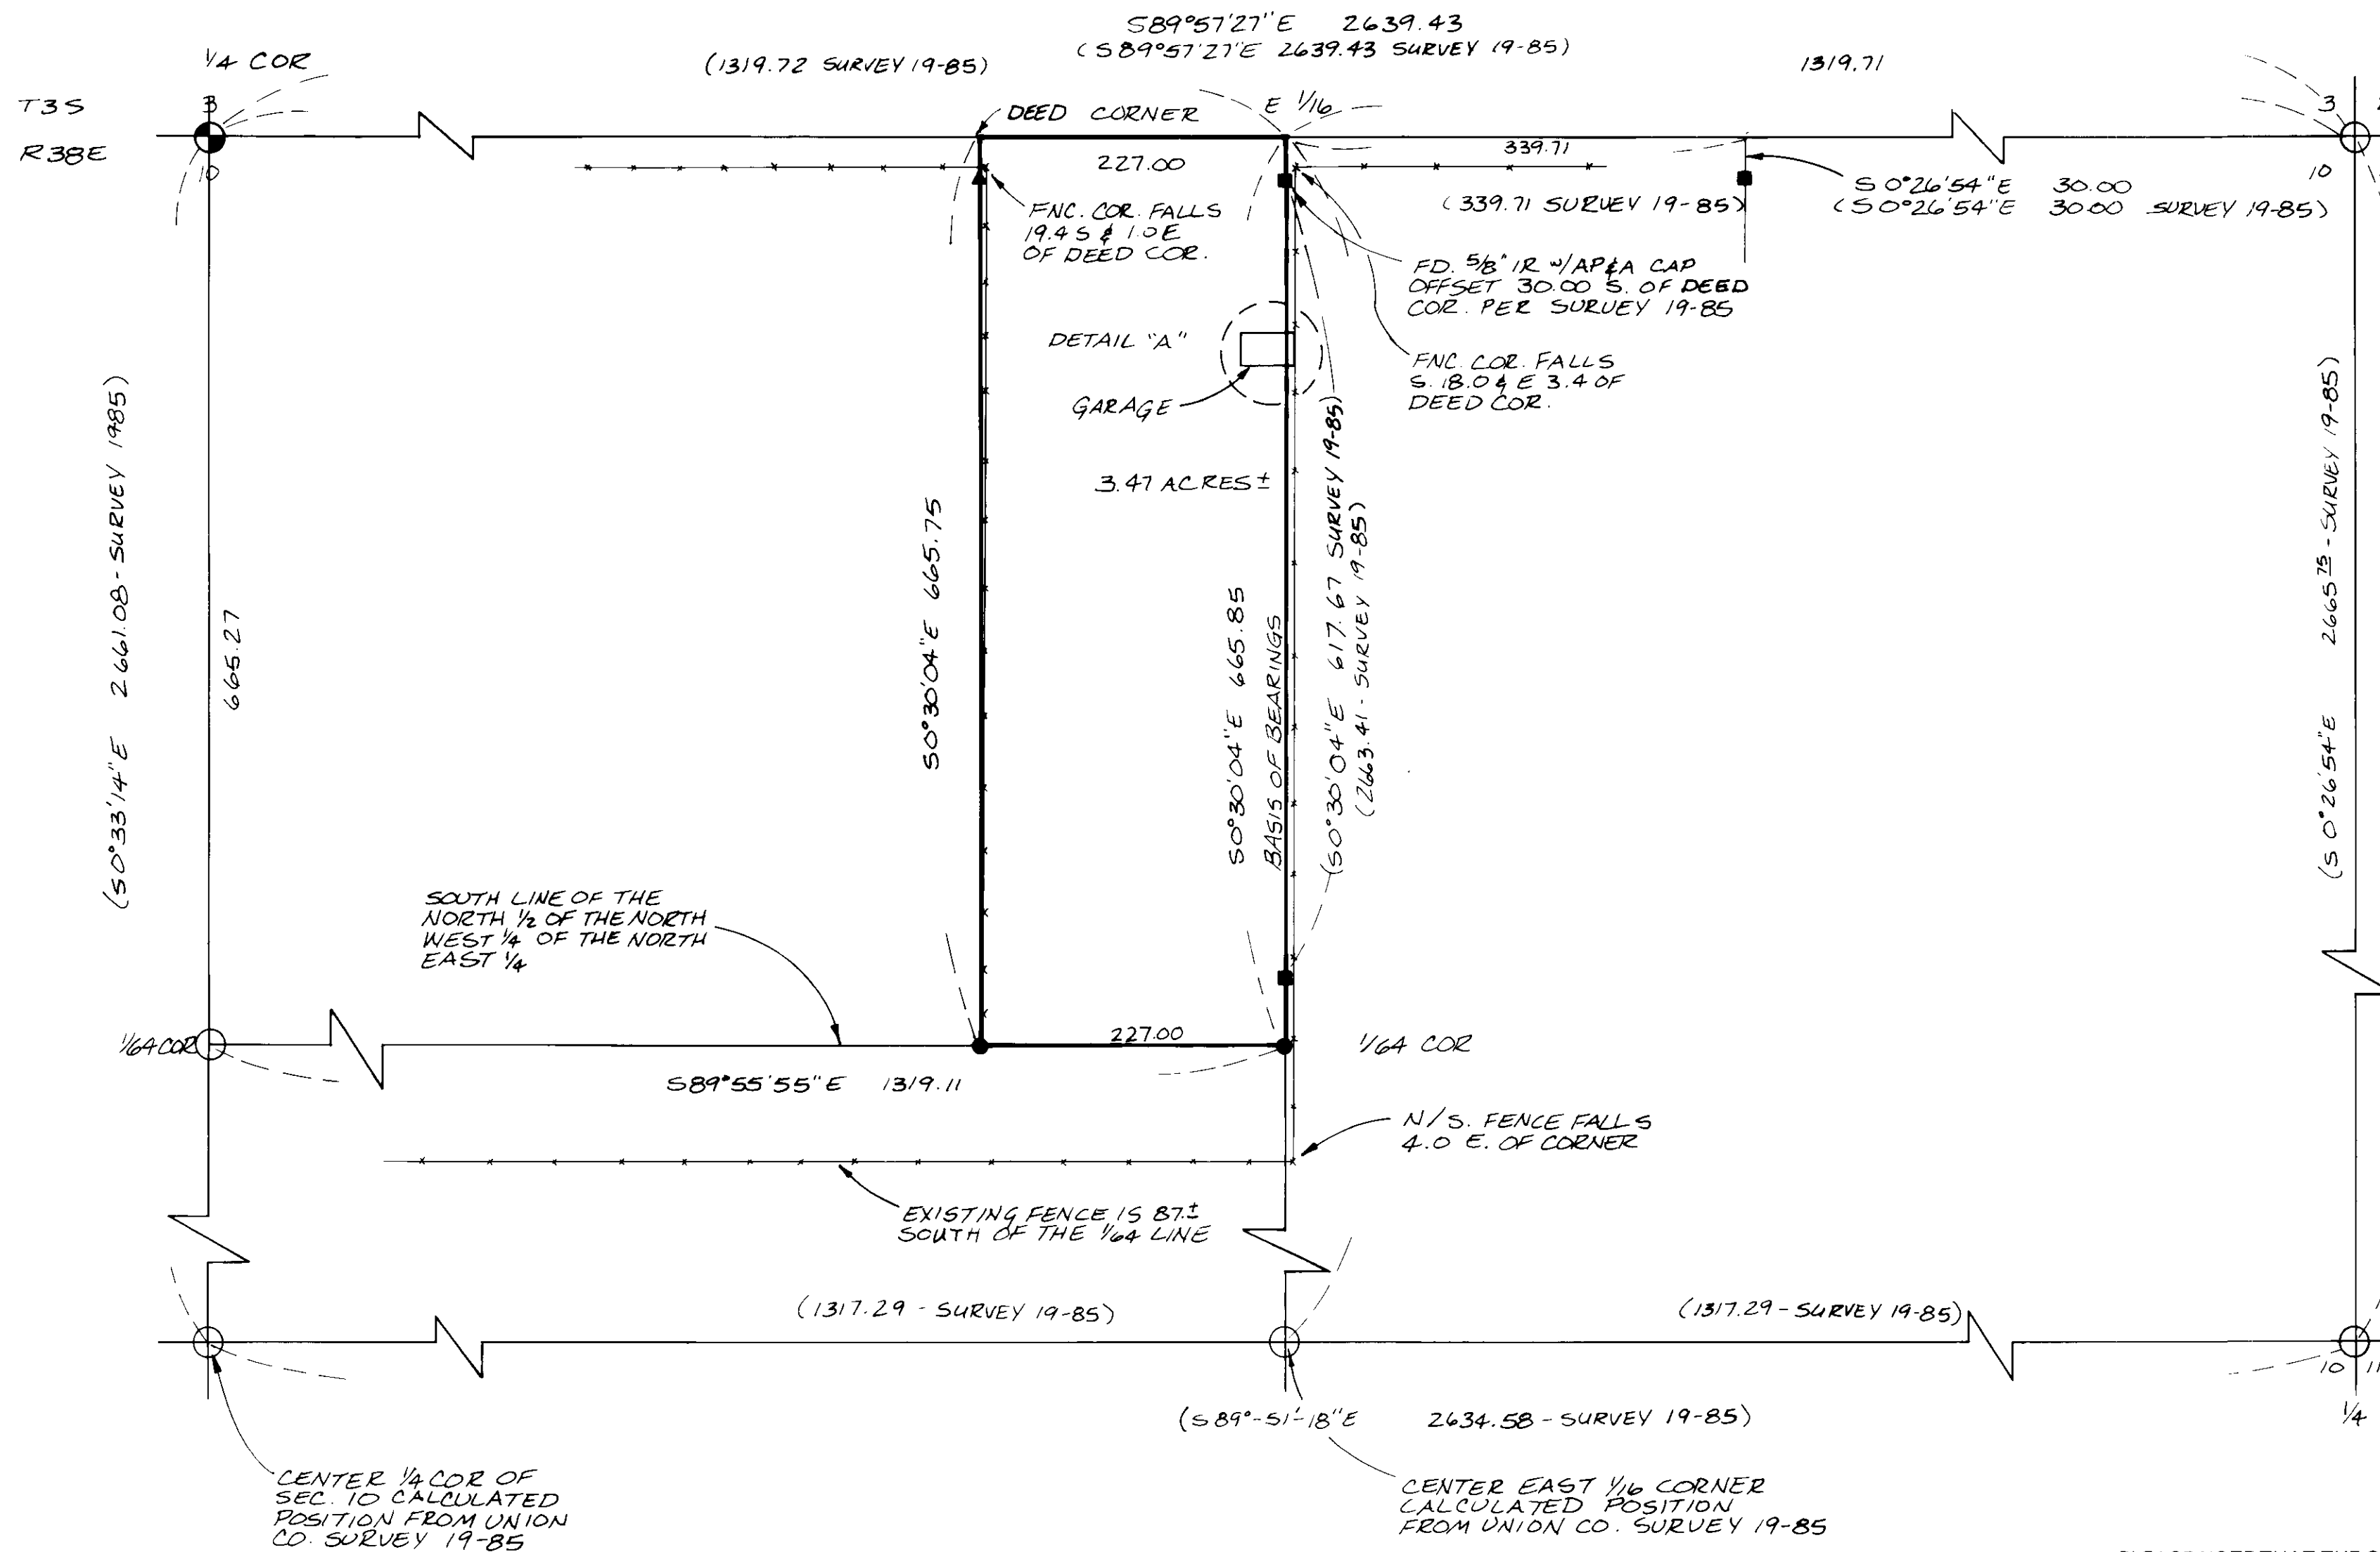 S89°57'27"E 2639.43
(S89°57'27"E 2639.43 SURVEY 19-85)
1/4 COR
(1319.72 SURVEY 19-85)
1319.71
T3S
R38E
3
10
DEED CORNER
E 1/16
3
10
227.00
339.71
(339.71 SURVEY 19-85)
S0°26'54"E 30.00
(S0°26'54"E 30.00 SURVEY 19-85)
FNC. COR. FALLS
19.4 S & 1.0 E
OF DEED COR.
FD. 5/8" IR W/AP&A CAP
OFFSET 30.00 S. OF DEED
COR. PER SURVEY 19-85
DETAIL "A"
GARAGE
FNC. COR. FALLS
S. 18.0 & E 3.4 OF
DEED COR.
3.47 ACRES±
(S0°33'14"E 2661.08-SURVEY 1985)
665.27
S0°30'04"E 665.75
S0°30'04"E 665.85
BASIS OF BEARINGS
(S0°30'04"E 617.67 SURVEY 19-85)
(2663.41-SURVEY 19-85)
(S0°26'54"E 2665.75-SURVEY 19-85)
SOUTH LINE OF THE
NORTH 1/2 OF THE NORTH
WEST 1/4 OF THE NORTH
EAST 1/4
1/64 COR
227.00
1/64 COR
S89°55'55"E 1319.11
N/S. FENCE FALLS
4.0 E. OF CORNER
EXISTING FENCE IS 87.±
SOUTH OF THE 1/64 LINE
(1317.29 - SURVEY 19-85)
(1317.29 - SURVEY 19-85)
10
(S89°-51'-18"E 2634.58-SURVEY 19-85)
1/4
CENTER 1/4 COR OF
SEC. 10 CALCULATED
POSITION FROM UNION
CO. SURVEY 19-85
CENTER EAST 1/16 CORNER
CALCULATED POSITION
FROM UNION CO. SURVEY 19-85